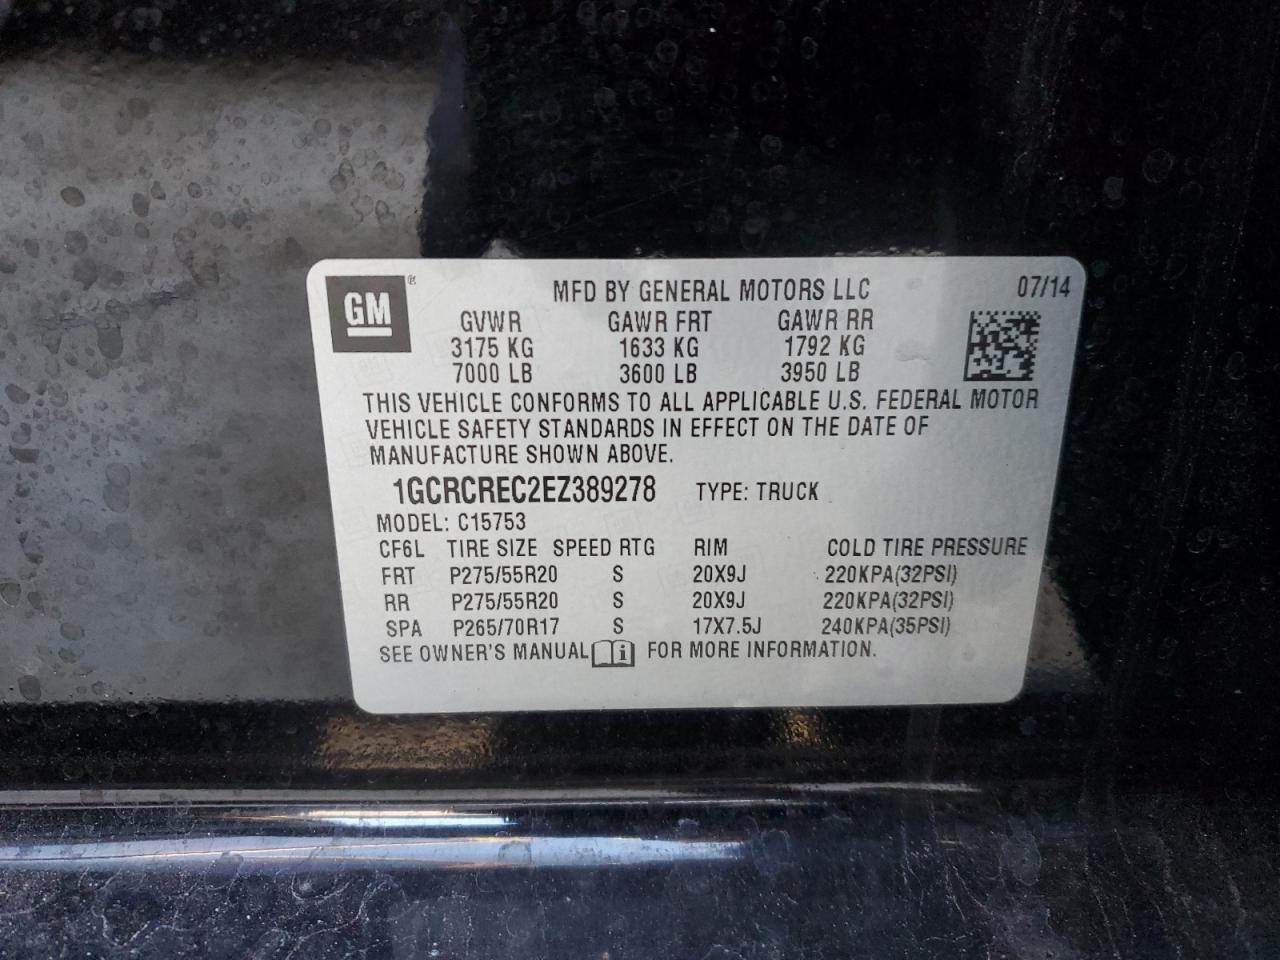 GM ®
MFD BY GENERAL MOTORS LLC 07/14
GVWR GAWR FRT GAWR RR
3175 KG 1633 KG 1792 KG
7000 LB 3600 LB 3950 LB
THIS VEHICLE CONFORMS TO ALL APPLICABLE U.S. FEDERAL MOTOR
VEHICLE SAFETY STANDARDS IN EFFECT ON THE DATE OF
MANUFACTURE SHOWN ABOVE.
1GCRCREC2EZ389278 TYPE: TRUCK
MODEL: C15753
CF6L TIRE SIZE SPEED RTG RIM COLD TIRE PRESSURE
FRT P275/55R20 S 20X9J 220KPA(32PSI)
RR P275/55R20 S 20X9J 220KPA(32PSI)
SPA P265/70R17 S 17X7.5J 240KPA(35PSI)
SEE OWNER'S MANUAL i FOR MORE INFORMATION.